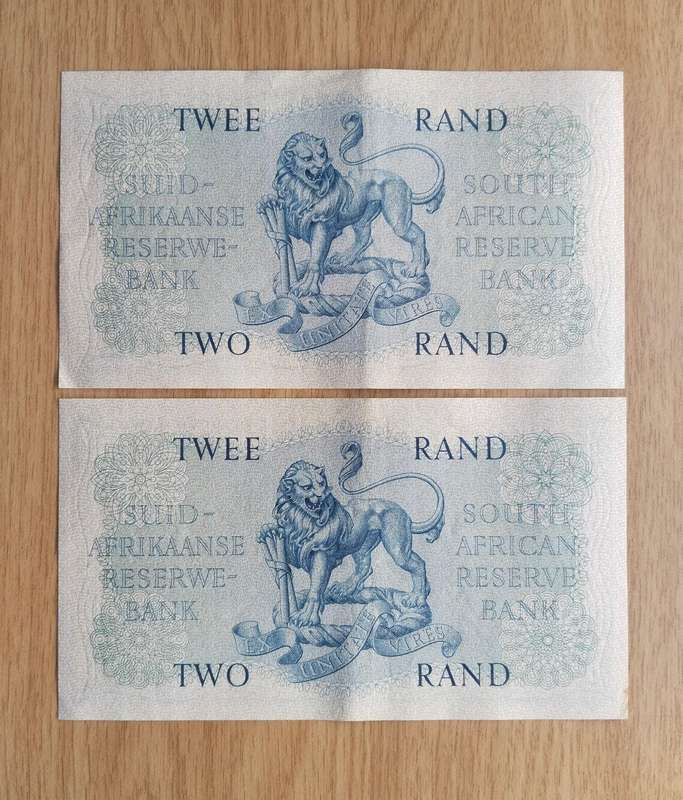 TWEE RAND
SUID-
AFRIKAANSE
RESERWE-
BANK
SOUTH
AFRICAN
RESERVE
BANK
EX UNITATE VIRES
TWO RAND
TWEE RAND
SUID-
AFRIKAANSE
RESERWE-
BANK
SOUTH
AFRICAN
RESERVE
BANK
EX UNITATE VIRES
TWO RAND